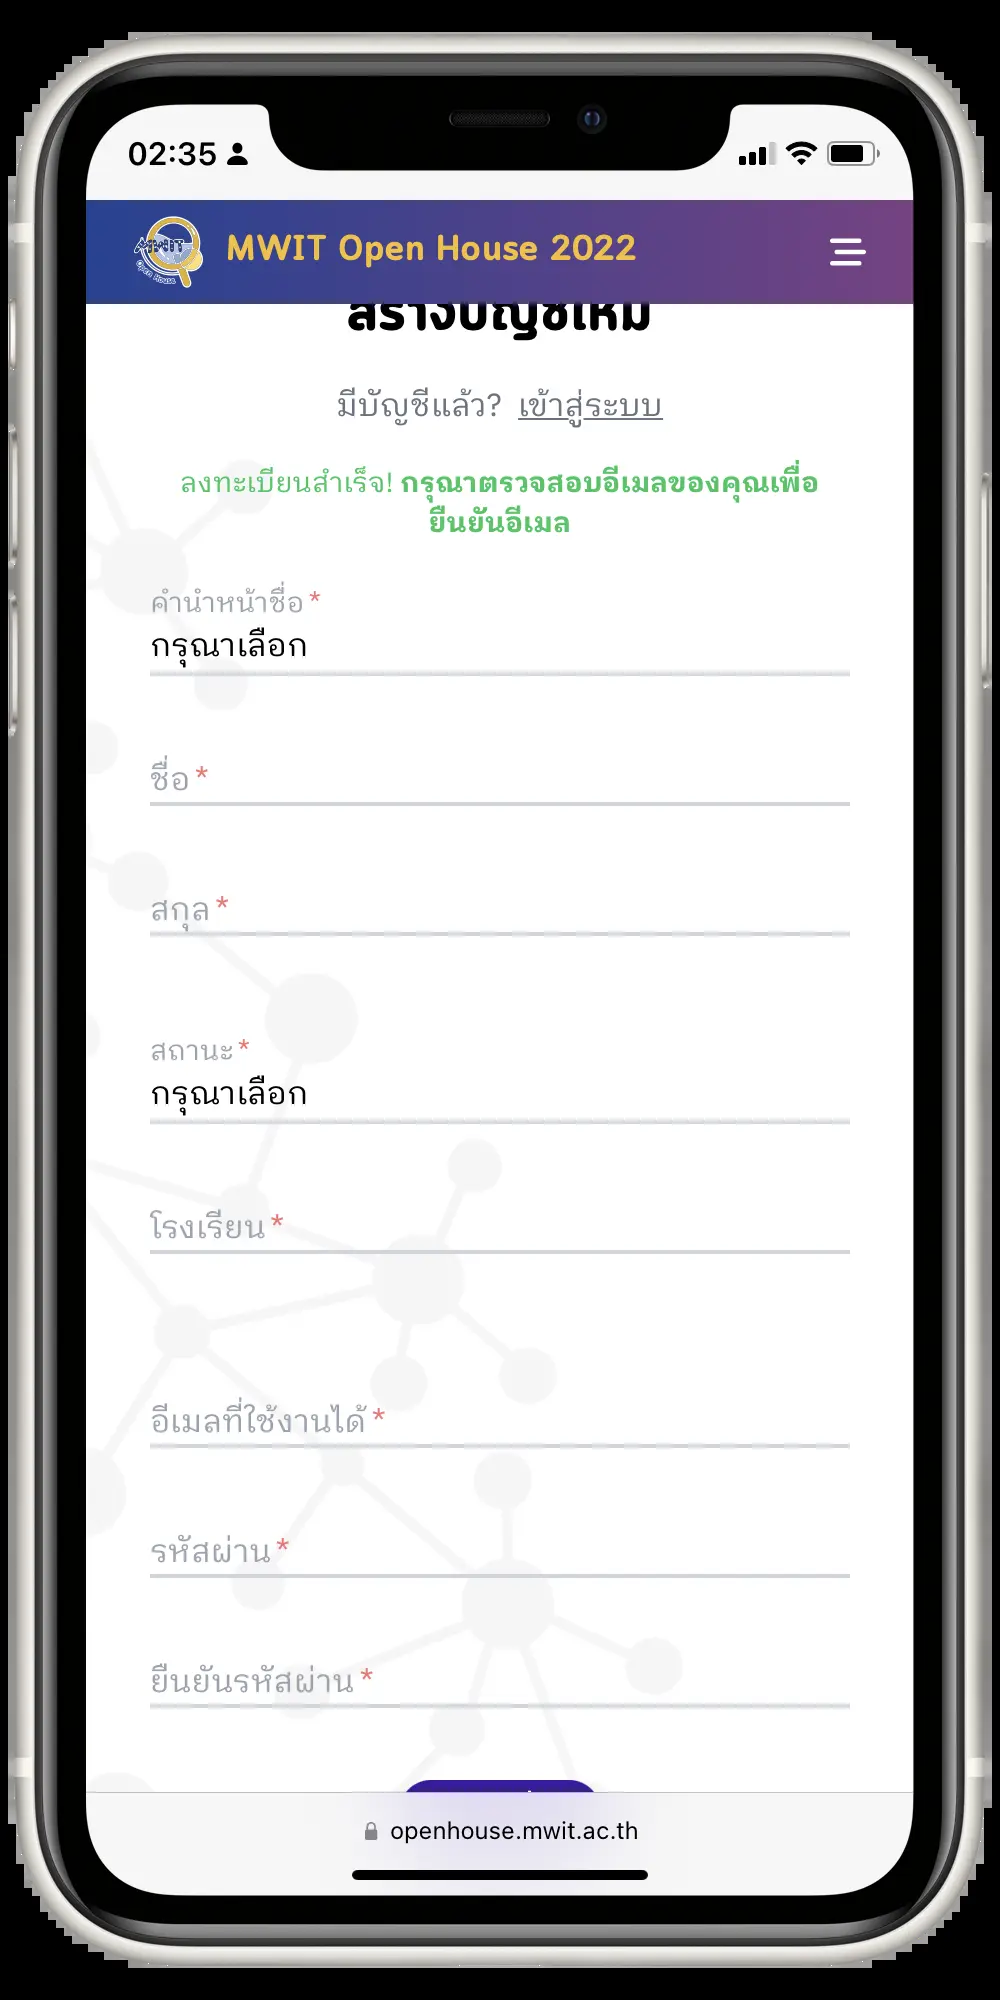 02:35
MWIT
Open House
MWIT Open House 2022
สร้างบัญชีใหม่
มีบัญชีแล้ว? เข้าสู่ระบบ
ลงทะเบียนสำเร็จ! กรุณาตรวจสอบอีเมลของคุณเพื่อ
ยืนยันอีเมล
คำนำหน้าชื่อ *
กรุณาเลือก
ชื่อ *
สกุล *
สถานะ *
กรุณาเลือก
โรงเรียน *
อีเมลที่ใช้งานได้ *
รหัสผ่าน *
ยืนยันรหัสผ่าน *
openhouse.mwit.ac.th